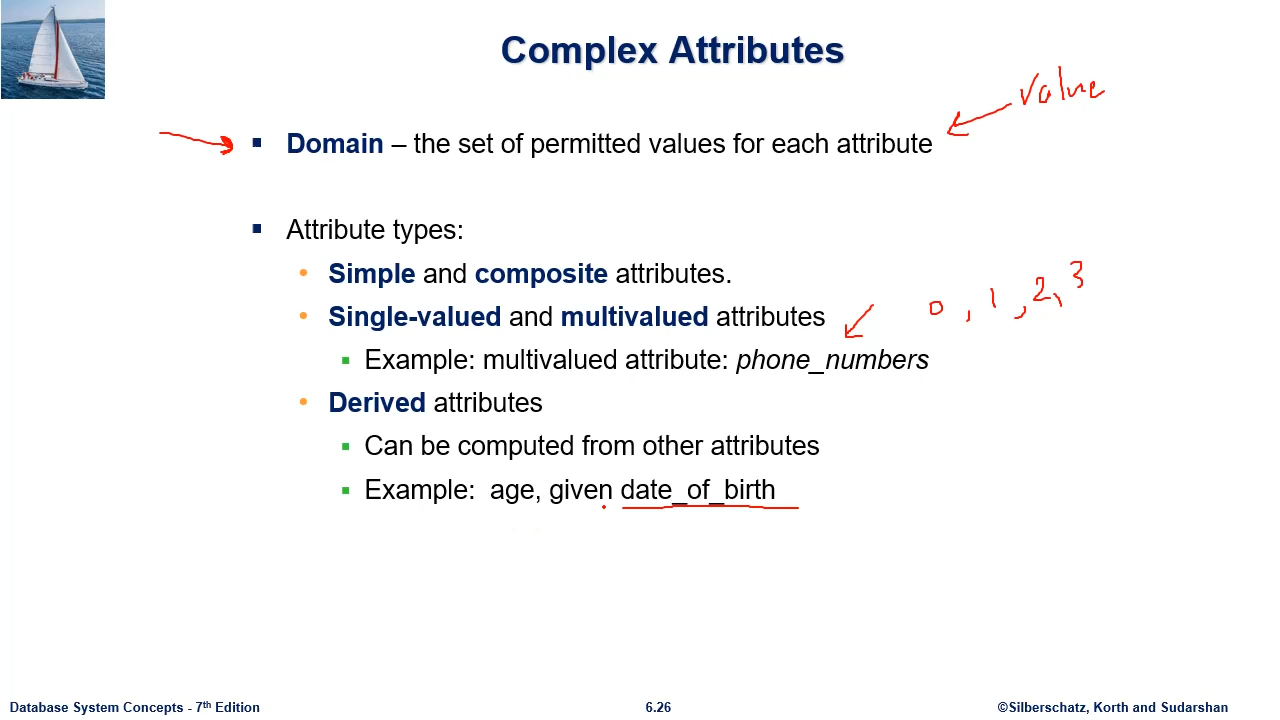 Complex Attributes
value
▪ Domain – the set of permitted values for each attribute
▪ Attribute types:
• Simple and composite attributes.
0, 1, 2, 3
• Single-valued and multivalued attributes
▪ Example: multivalued attribute: phone_numbers
• Derived attributes
▪ Can be computed from other attributes
▪ Example: age, given date_of_birth
Database System Concepts - 7th Edition
6.26
©Silberschatz, Korth and Sudarshan